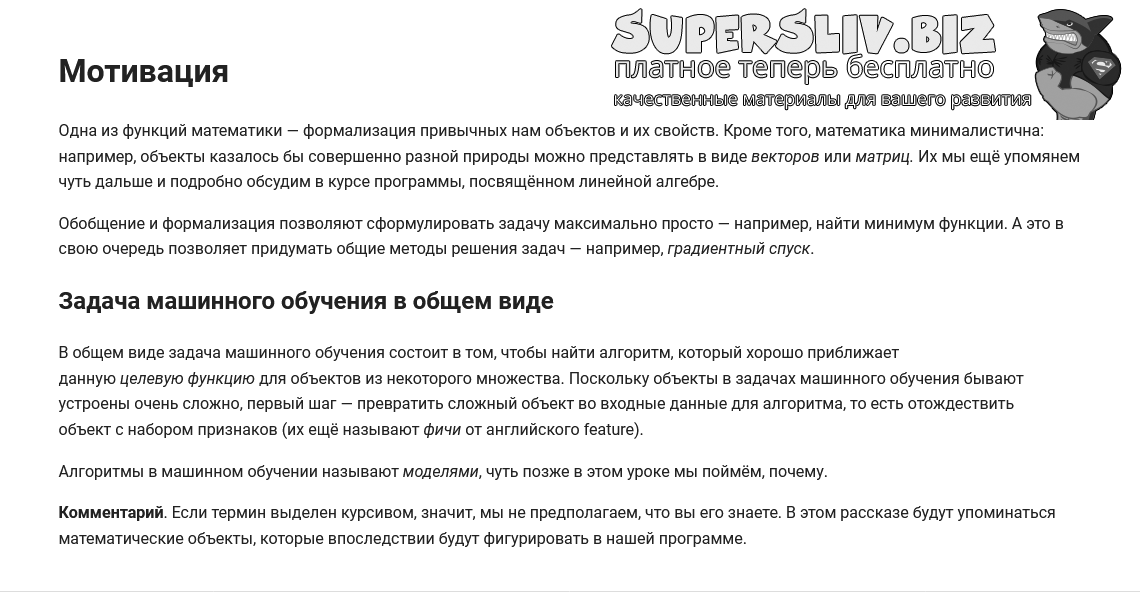 SUPERSLIV.BIZ
платное теперь бесплатно
качественные материалы для вашего развития
Мотивация
Одна из функций математики — формализация привычных нам объектов и их свойств. Кроме того, математика минималистична:
например, объекты казалось бы совершенно разной природы можно представлять в виде векторов или матриц. Их мы ещё упомянем
чуть дальше и подробно обсудим в курсе программы, посвящённом линейной алгебре.
Обобщение и формализация позволяют сформулировать задачу максимально просто — например, найти минимум функции. А это в
свою очередь позволяет придумать общие методы решения задач — например, градиентный спуск.
Задача машинного обучения в общем виде
В общем виде задача машинного обучения состоит в том, чтобы найти алгоритм, который хорошо приближает
данную целевую функцию для объектов из некоторого множества. Поскольку объекты в задачах машинного обучения бывают
устроены очень сложно, первый шаг — превратить сложный объект во входные данные для алгоритма, то есть отождествить
объект с набором признаков (их ещё называют фичи от английского feature).
Алгоритмы в машинном обучении называют моделями, чуть позже в этом уроке мы поймём, почему.
Комментарий. Если термин выделен курсивом, значит, мы не предполагаем, что вы его знаете. В этом рассказе будут упоминаться
математические объекты, которые впоследствии будут фигурировать в нашей программе.